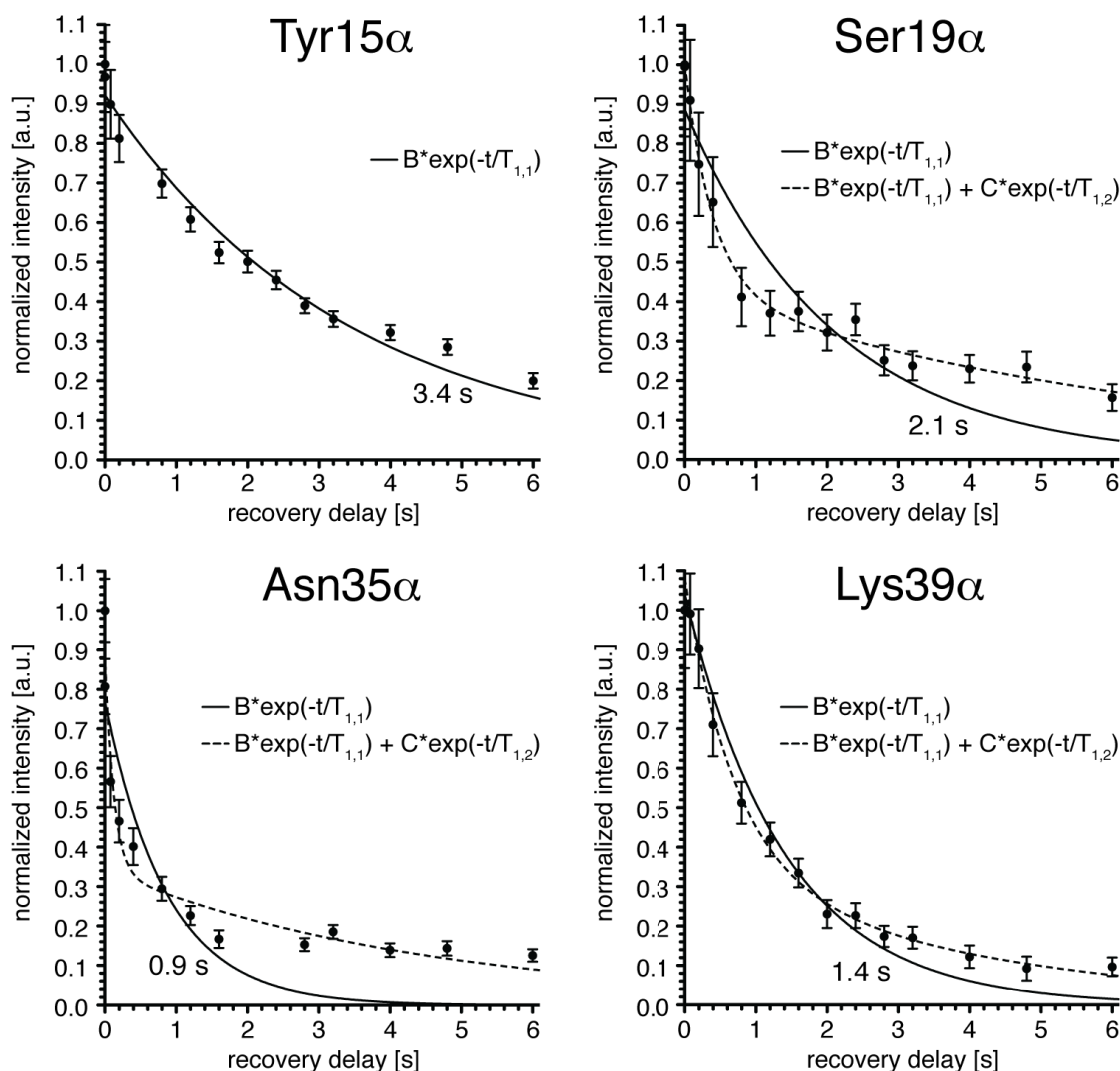 Tyr15α
normalized intensity [a.u.]
1.1
1.0
0.9
0.8
0.7
0.6
0.5
0.4
0.3
0.2
0.1
0.0
B*exp(-t/T1,1)
3.4 s
0 1 2 3 4 5 6
recovery delay [s]
Ser19α
normalized intensity [a.u.]
1.1
1.0
0.9
0.8
0.7
0.6
0.5
0.4
0.3
0.2
0.1
0.0
B*exp(-t/T1,1)
B*exp(-t/T1,1) + C*exp(-t/T1,2)
2.1 s
0 1 2 3 4 5 6
recovery delay [s]
Asn35α
normalized intensity [a.u.]
1.1
1.0
0.9
0.8
0.7
0.6
0.5
0.4
0.3
0.2
0.1
0.0
B*exp(-t/T1,1)
B*exp(-t/T1,1) + C*exp(-t/T1,2)
0.9 s
0 1 2 3 4 5 6
recovery delay [s]
Lys39α
normalized intensity [a.u.]
1.1
1.0
0.9
0.8
0.7
0.6
0.5
0.4
0.3
0.2
0.1
0.0
B*exp(-t/T1,1)
B*exp(-t/T1,1) + C*exp(-t/T1,2)
1.4 s
0 1 2 3 4 5 6
recovery delay [s]